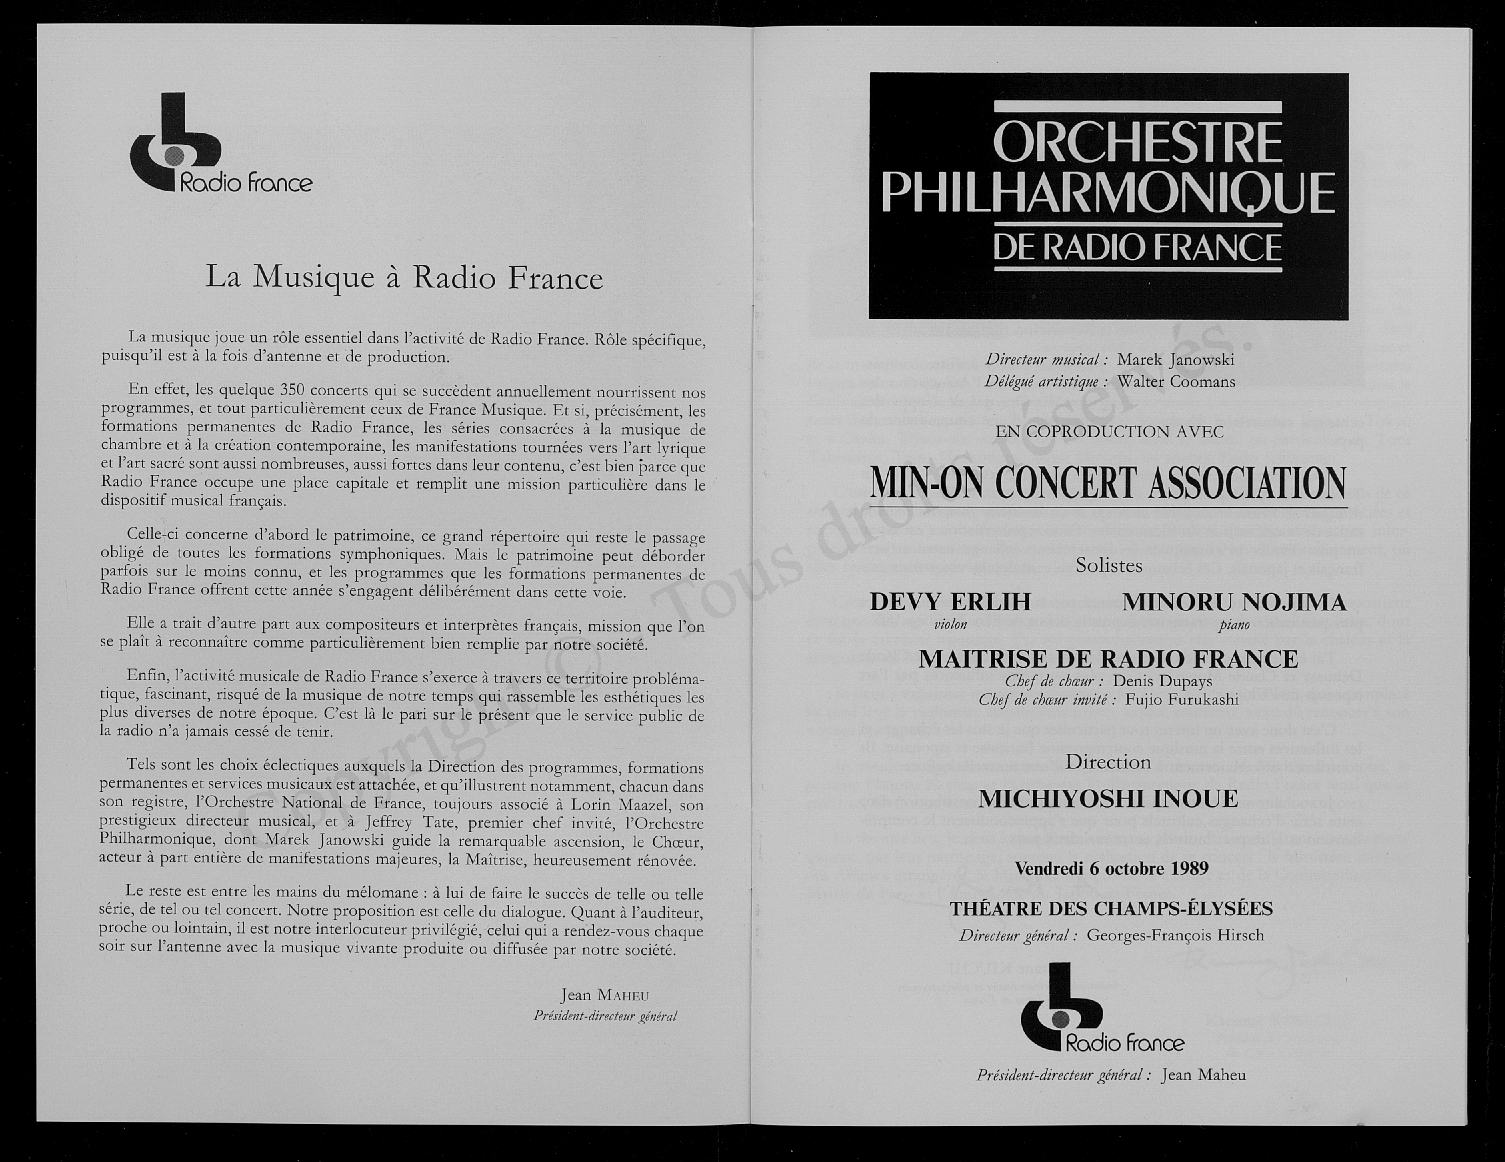 Radio France
La Musique à Radio France
La musique joue un rôle essentiel dans l'activité de Radio France. Rôle spécifique,
puisqu'il est à la fois d'antenne et de production.
En effet, les quelque 350 concerts qui se succèdent annuellement nourrissent nos
programmes, et tout particulièrement ceux de France Musique. Et si, précisément, les
formations permanentes de Radio France, les séries consacrées à la musique de
chambre et à la création contemporaine, les manifestations tournées vers l'art lyrique
et l'art sacré sont aussi nombreuses, aussi fortes dans leur contenu, c'est bien parce que
Radio France occupe une place capitale et remplit une mission particulière dans le
dispositif musical français.
Celle-ci concerne d'abord le patrimoine, ce grand répertoire qui reste le passage
obligé de toutes les formations symphoniques. Mais le patrimoine peut déborder
parfois sur le moins connu, et les programmes que les formations permanentes de
Radio France offrent cette année s'engagent délibérément dans cette voie.
Elle a trait d'autre part aux compositeurs et interprètes français, mission que l'on
se plaît à reconnaître comme particulièrement bien remplie par notre société.
Enfin, l'activité musicale de Radio France s'exerce à travers ce territoire probléma-
tique, fascinant, risqué de la musique de notre temps qui rassemble les esthétiques les
plus diverses de notre époque. C'est là le pari sur le présent que le service public de
la radio n'a jamais cessé de tenir.
Tels sont les choix éclectiques auxquels la Direction des programmes, formations
permanentes et services musicaux est attachée, et qu'illustrent notamment, chacun dans
son registre, l'Orchestre National de France, toujours associé à Lorin Maazel, son
prestigieux directeur musical, et à Jeffrey Tate, premier chef invité, l'Orchestre
Philharmonique, dont Marek Janowski guide la remarquable ascension, le Chœur,
acteur à part entière de manifestations majeures, la Maîtrise, heureusement rénovée.
Le reste est entre les mains du mélomane : à lui de faire le succès de telle ou telle
série, de tel ou tel concert. Notre proposition est celle du dialogue. Quant à l'auditeur,
proche ou lointain, il est notre interlocuteur privilégié, celui qui a rendez-vous chaque
soir sur l'antenne avec la musique vivante produite ou diffusée par notre société.
Jean MAHEU
Président-directeur général
ORCHESTRE
PHILHARMONIQUE
DE RADIO FRANCE
Directeur musical : Marek Janowski
Délégué artistique : Walter Coomans
EN COPRODUCTION AVEC
MIN-ON CONCERT ASSOCIATION
Solistes
DEVY ERLIH MINORU NOJIMA
violon piano
MAITRISE DE RADIO FRANCE
Chef de chœur : Denis Dupays
Chef de chœur invité : Fujio Furukashi
Direction
MICHIYOSHI INOUE
Vendredi 6 octobre 1989
THÉATRE DES CHAMPS-ÉLYSÉES
Directeur général : Georges-François Hirsch
Radio France
Président-directeur général : Jean Maheu
Copyright © - Tous droits réservés.